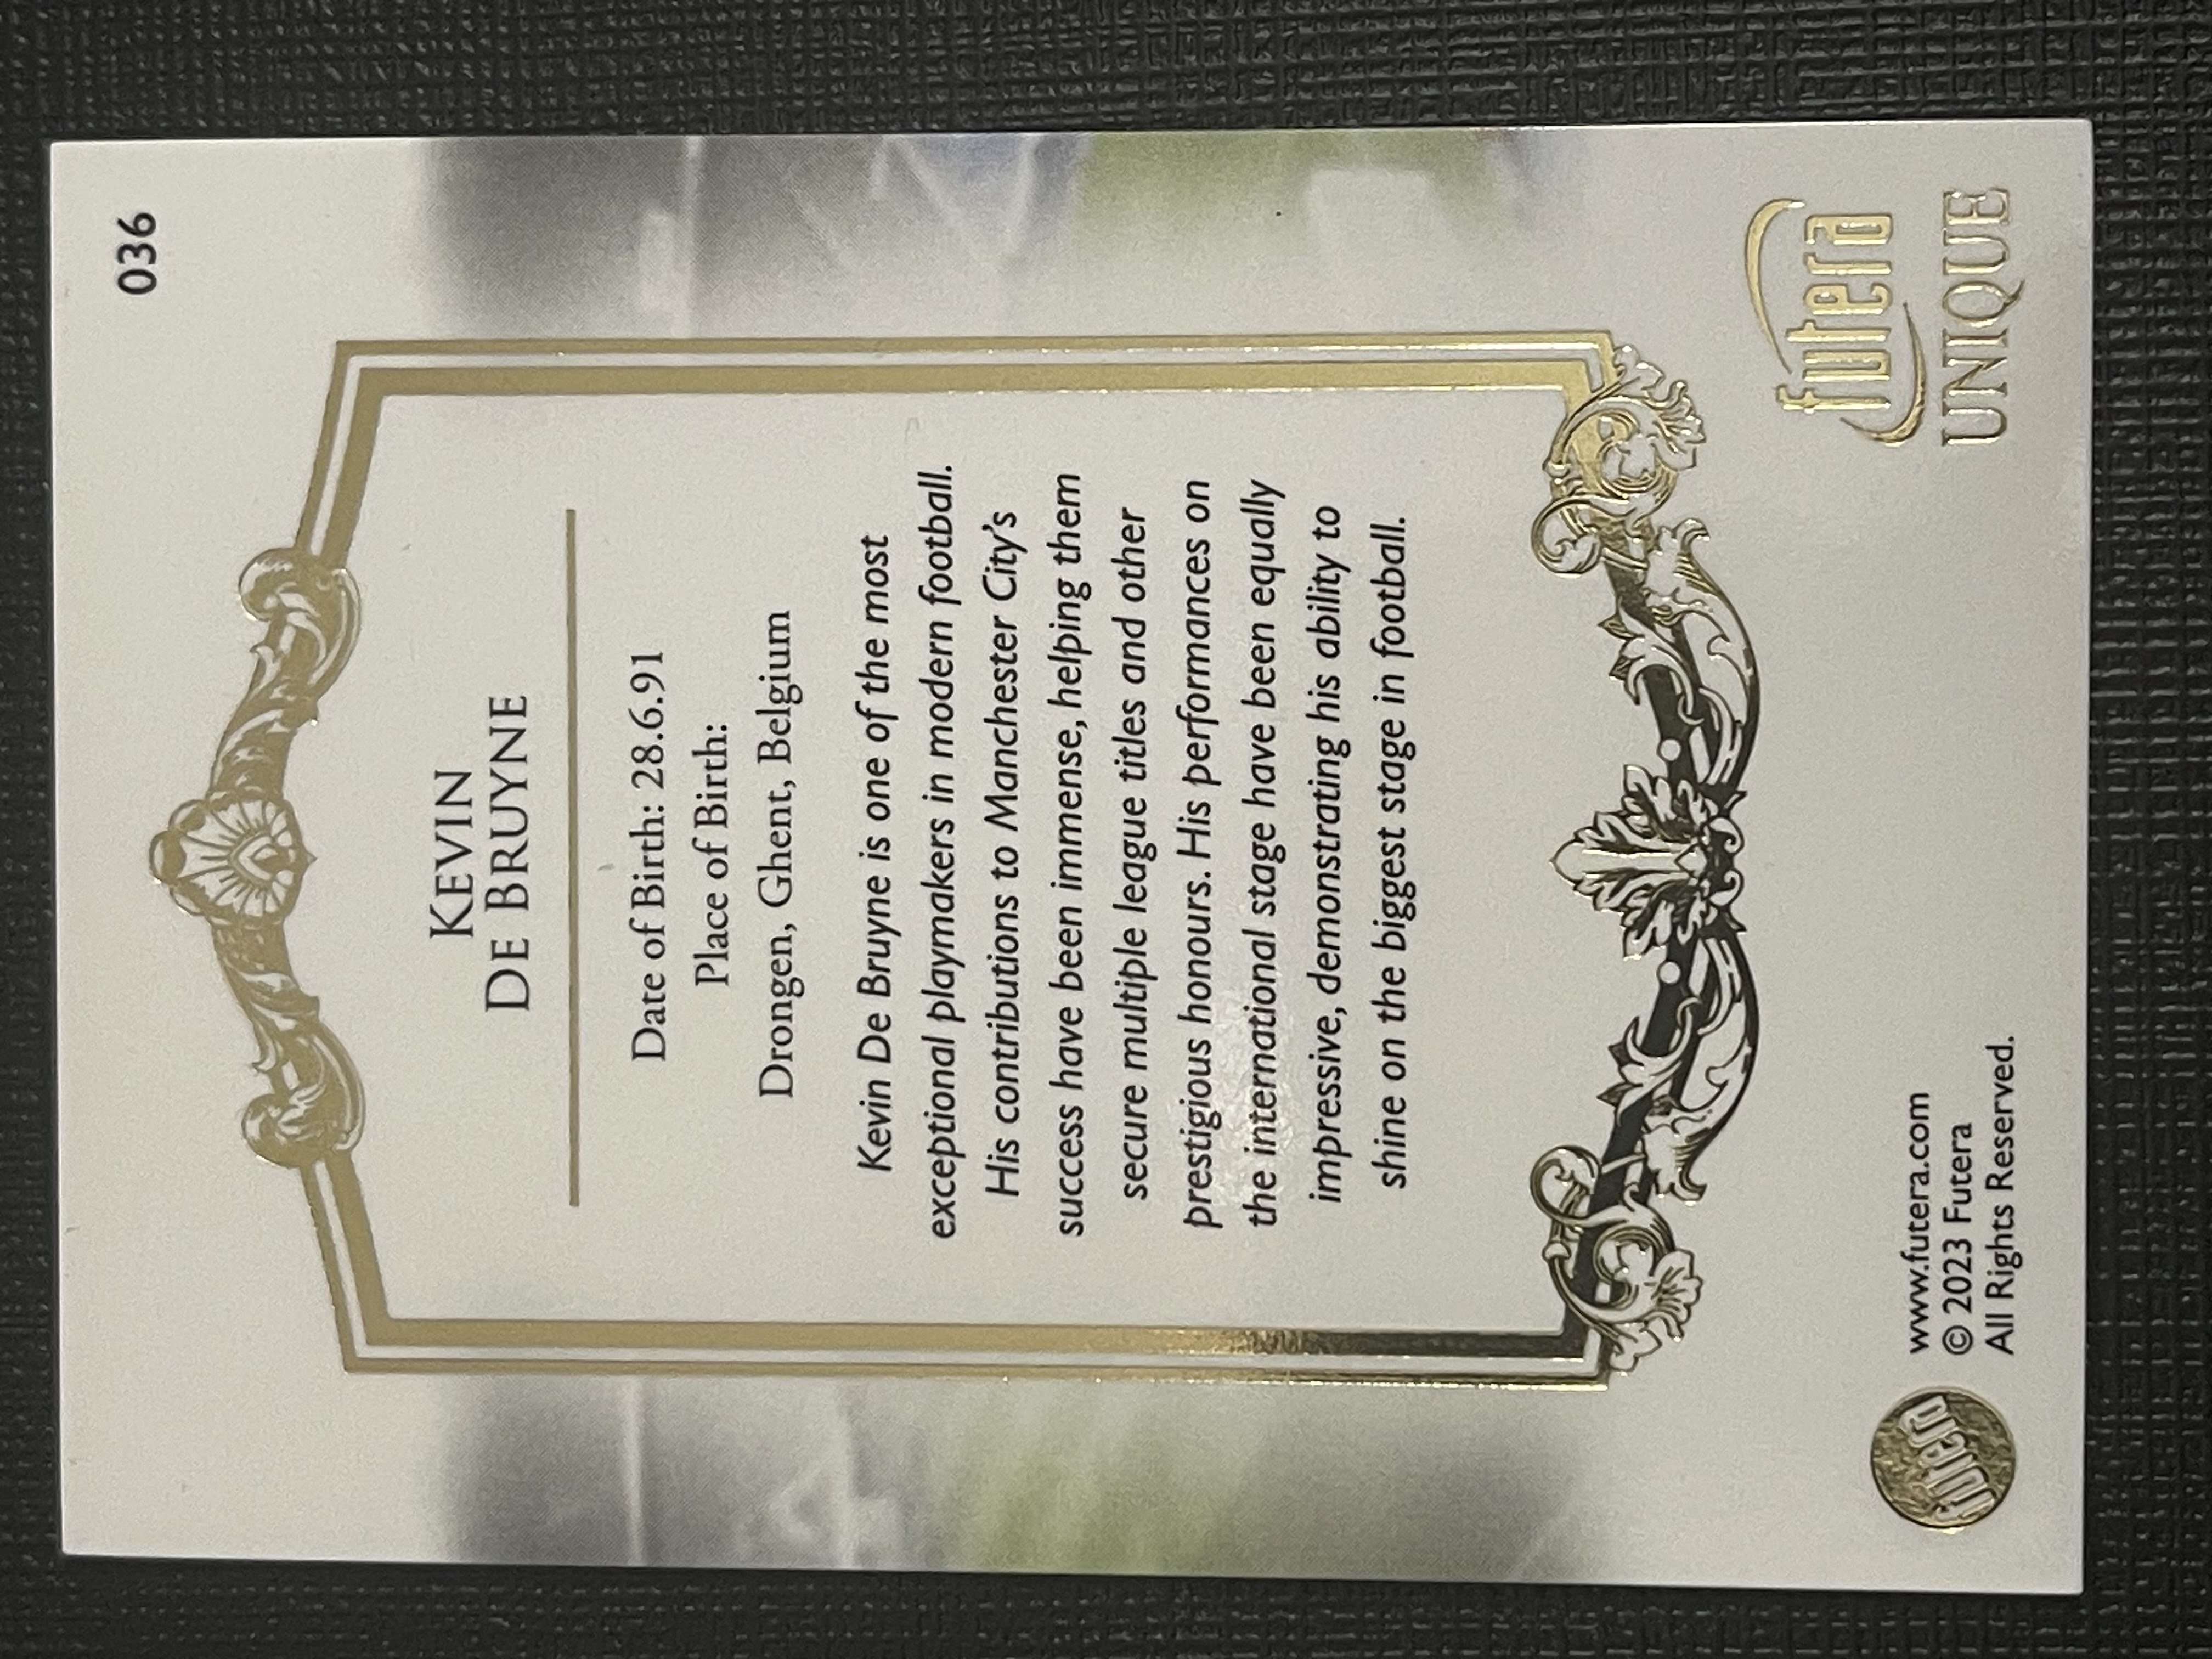 036
KEVIN
DE BRUYNE
Date of Birth: 28.6.91
Place of Birth:
Drongen, Ghent, Belgium
Kevin De Bruyne is one of the most
exceptional playmakers in modern football.
His contributions to Manchester City's
success have been immense, helping them
secure multiple league titles and other
prestigious honours. His performances on
the international stage have been equally
impressive, demonstrating his ability to
shine on the biggest stage in football.
futera
UNIQUE
futera
www.futera.com
© 2023 Futera
All Rights Reserved.